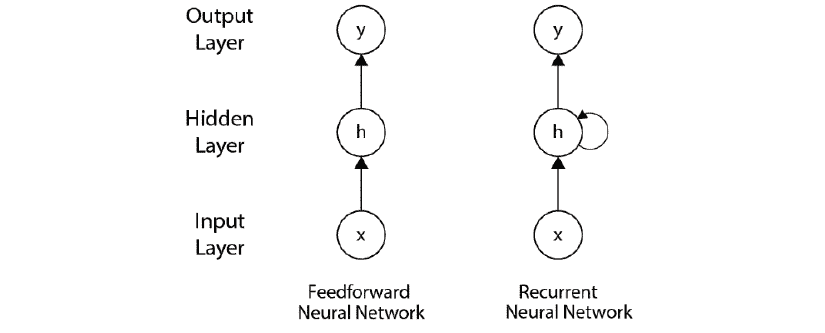 Output
Layer
y
y
Hidden
Layer
h
h
Input
Layer
x
x
Feedforward
Neural Network
Recurrent
Neural Network